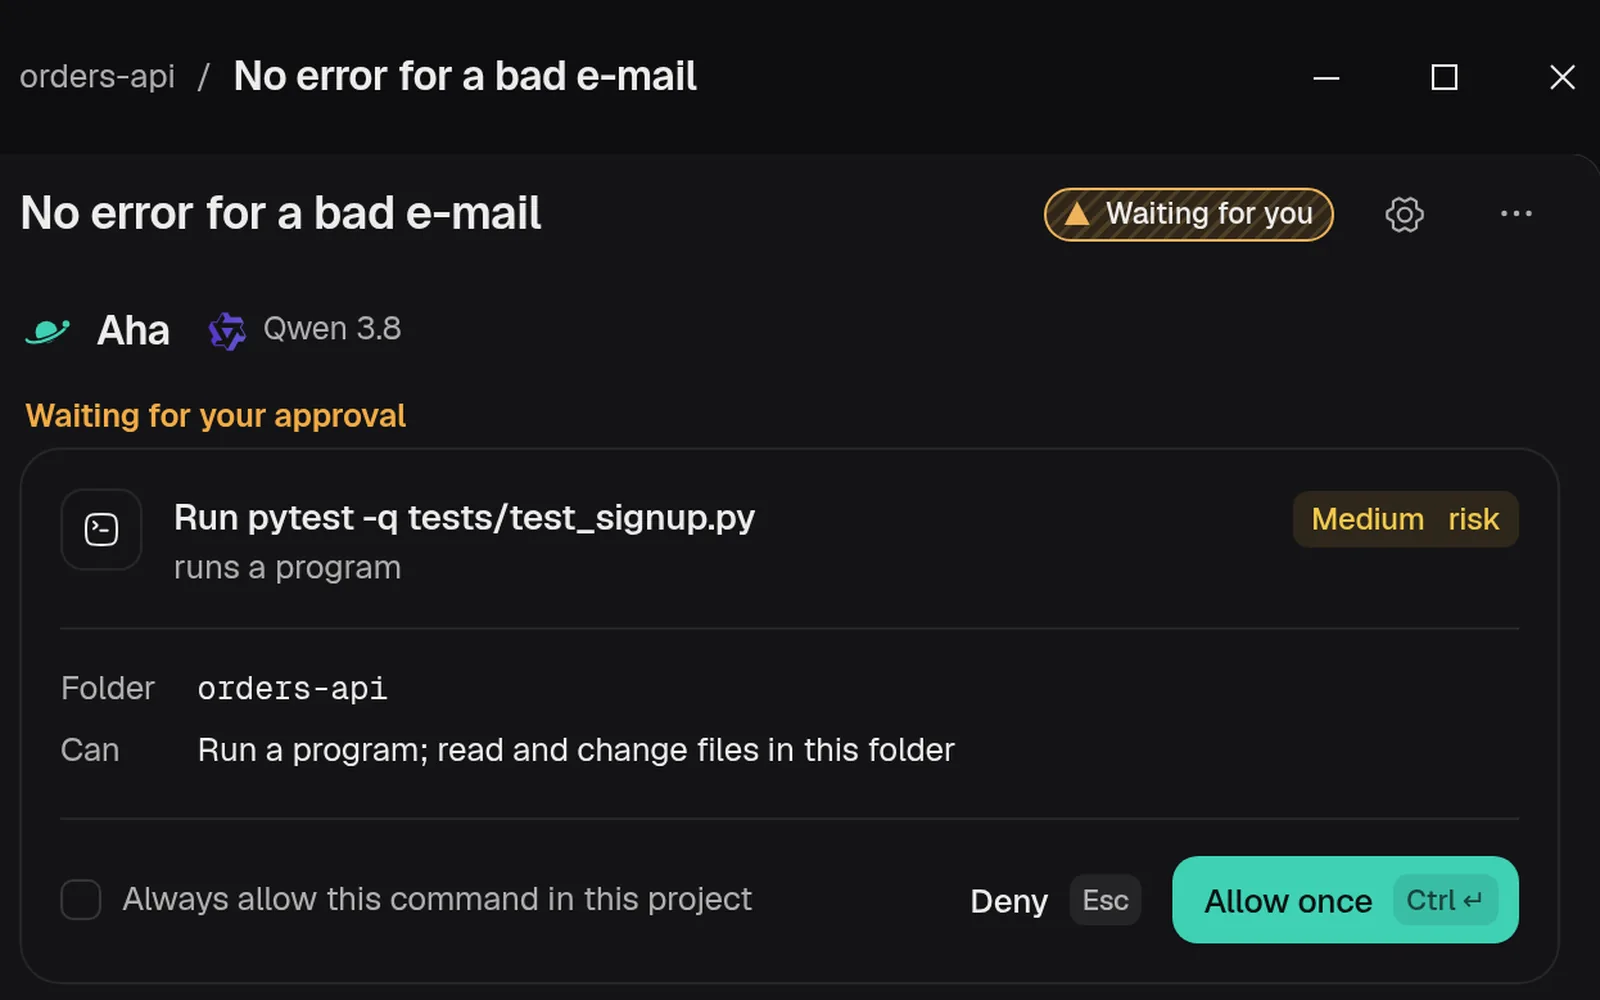 orders-api / No error for a bad e-mail
No error for a bad e-mail
Waiting for you
Aha
Qwen 3.8
Waiting for your approval
Run pytest -q tests/test_signup.py
Medium risk
runs a program
Folder orders-api
Can Run a program; read and change files in this folder
Always allow this command in this project
Deny Esc
Allow once Ctrl ↵